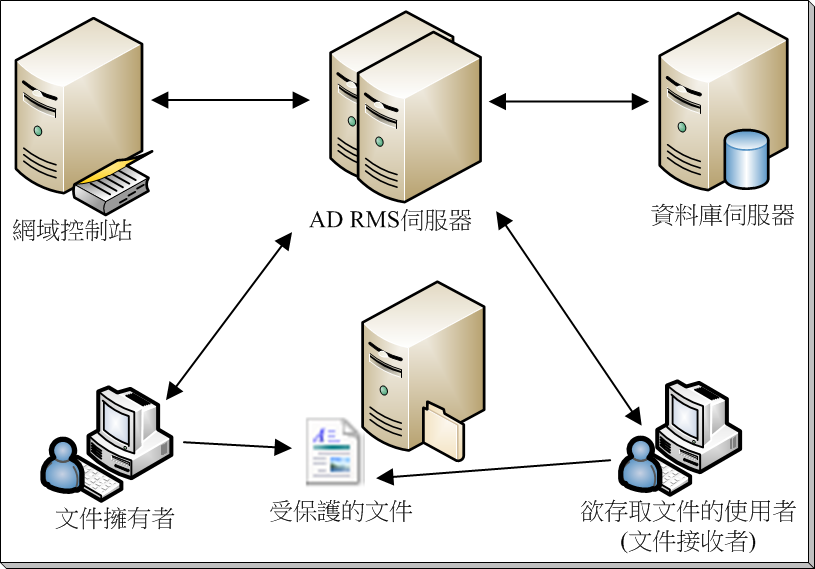 網域控制站
AD RMS伺服器
資料庫伺服器
文件擁有者
受保護的文件
欲存取文件的使用者
(文件接收者)